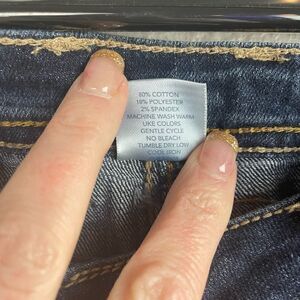 80% COTTON
18% POLYESTER
2% SPANDEX
MACHINE WASH WARM
LIKE COLORS
GENTLE CYCLE
NO BLEACH
TUMBLE DRY LOW
COOL IRON